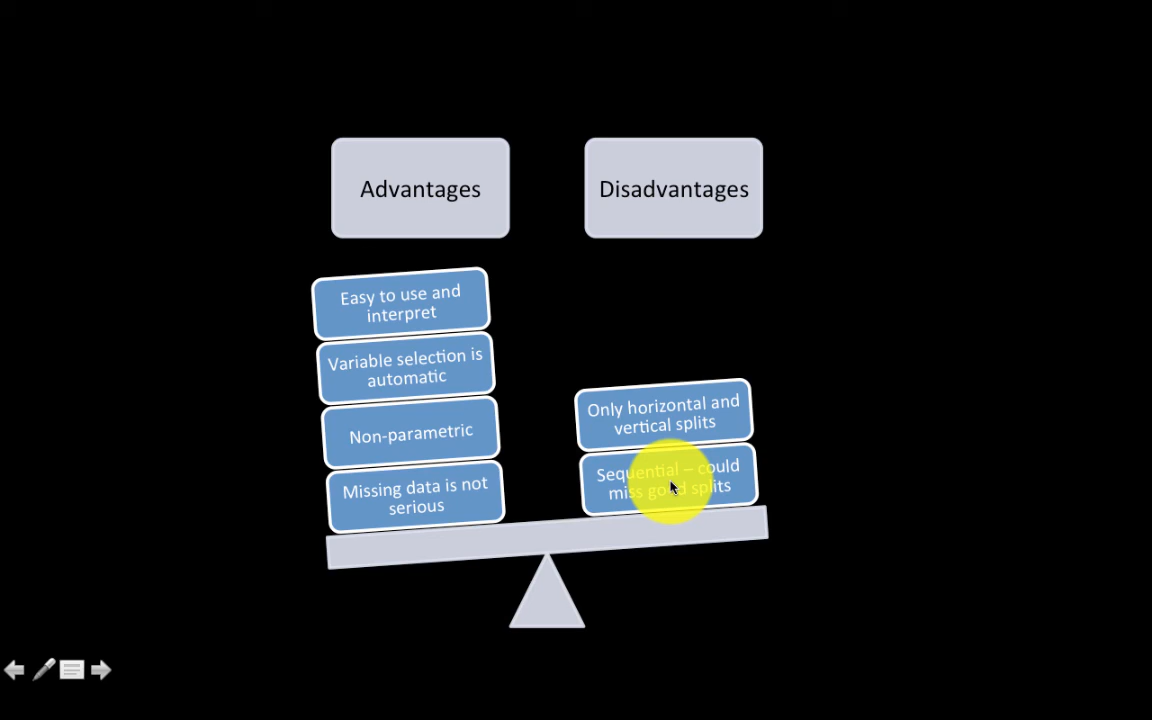 Advantages
Disadvantages
Easy to use and
interpret
Variable selection is
automatic
Non-parametric
Missing data is not
serious
Only horizontal and
vertical splits
Sequential – could
miss good splits